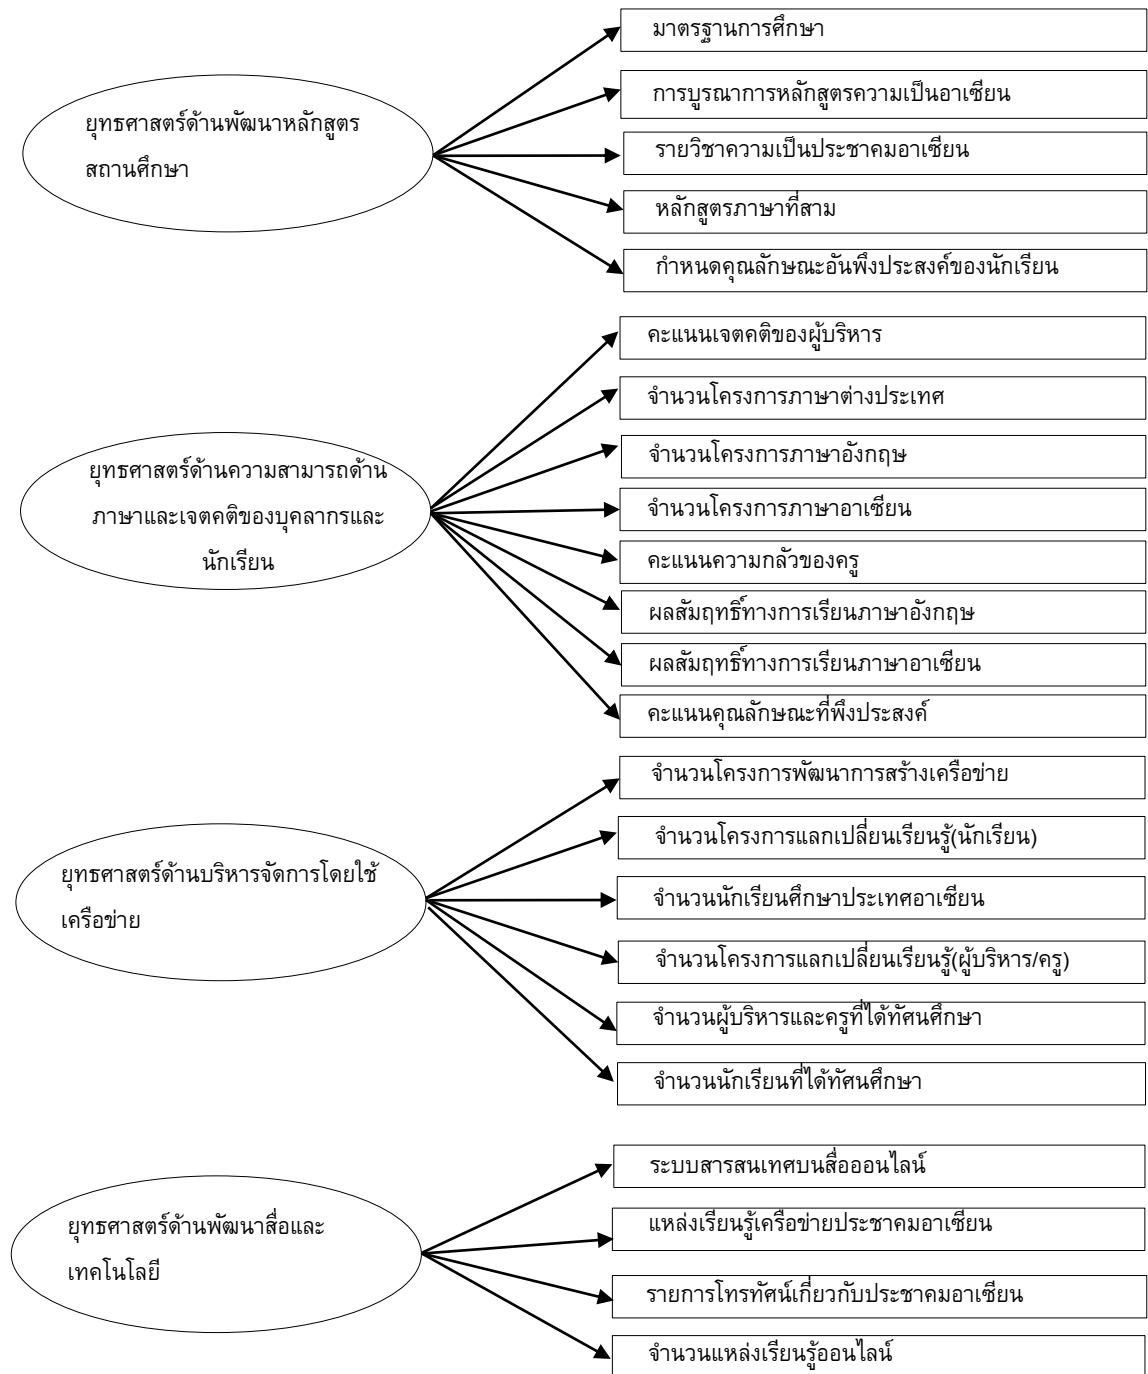 ยุทธศาสตร์ด้านพัฒนาหลักสูตร
สถานศึกษา
มาตรฐานการศึกษา
การบูรณาการหลักสูตรความเป็นอาเซียน
รายวิชาความเป็นประชาคมอาเซียน
หลักสูตรภาษาที่สาม
กำหนดคุณลักษณะอันพึงประสงค์ของนักเรียน
ยุทธศาสตร์ด้านความสามารถด้าน
ภาษาและเจตคติของบุคลากรและ
นักเรียน
คะแนนเจตคติของผู้บริหาร
จำนวนโครงการภาษาต่างประเทศ
จำนวนโครงการภาษาอังกฤษ
จำนวนโครงการภาษาอาเซียน
คะแนนความกลัวของครู
ผลสัมฤทธิ์ทางการเรียนภาษาอังกฤษ
ผลสัมฤทธิ์ทางการเรียนภาษาอาเซียน
คะแนนคุณลักษณะที่พึงประสงค์
ยุทธศาสตร์ด้านบริหารจัดการโดยใช้
เครือข่าย
จำนวนโครงการพัฒนาการสร้างเครือข่าย
จำนวนโครงการแลกเปลี่ยนเรียนรู้(นักเรียน)
จำนวนนักเรียนศึกษาประเทศอาเซียน
จำนวนโครงการแลกเปลี่ยนเรียนรู้(ผู้บริหาร/ครู)
จำนวนผู้บริหารและครูที่ได้ทัศนศึกษา
จำนวนนักเรียนที่ได้ทัศนศึกษา
ยุทธศาสตร์ด้านพัฒนาสื่อและ
เทคโนโลยี
ระบบสารสนเทศบนสื่อออนไลน์
แหล่งเรียนรู้เครือข่ายประชาคมอาเซียน
รายการโทรทัศน์เกี่ยวกับประชาคมอาเซียน
จำนวนแหล่งเรียนรู้ออนไลน์